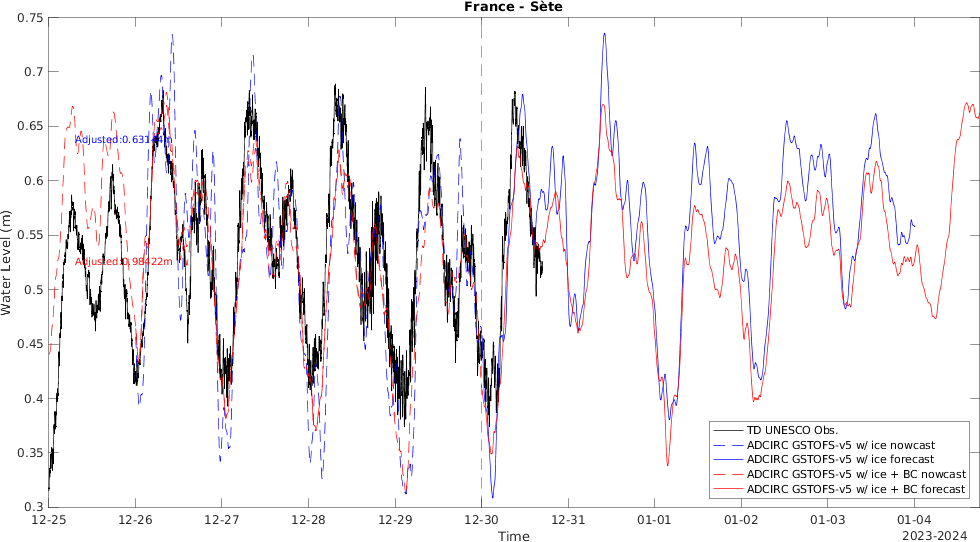 France - Sète
0.75
0.7
0.65
0.6
0.55
0.5
0.45
0.4
0.35
0.3
Water Level (m)
Adjusted:0.98422m
TD UNESCO Obs.
ADCIRC GSTOFS-v5 w/ ice nowcast
ADCIRC GSTOFS-v5 w/ ice forecast
ADCIRC GSTOFS-v5 w/ ice + BC nowcast
ADCIRC GSTOFS-v5 w/ ice + BC forecast
12-25 12-26 12-27 12-28 12-29 12-30 12-31 01-01 01-02 01-03 01-04
Time
2023-2024